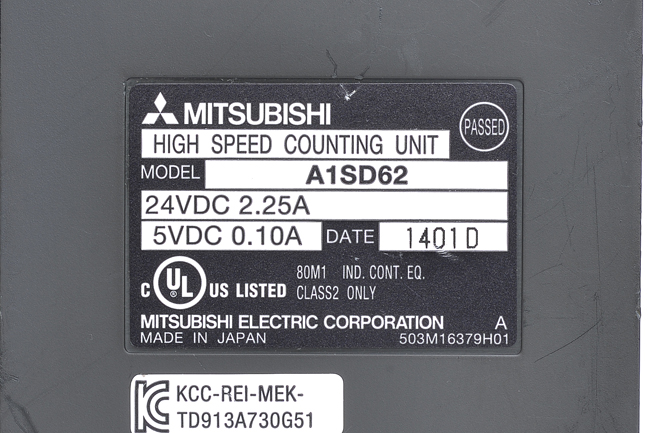 MITSUBISHI
PASSED
HIGH SPEED COUNTING UNIT
MODEL A1SD62
24VDC 2.25A
5VDC 0.10A DATE 1401D
C UL US LISTED
80M1 IND. CONT. EQ.
CLASS2 ONLY
MITSUBISHI ELECTRIC CORPORATION A
MADE IN JAPAN 503M16379H01
KCC-REI-MEK-
TD913A730G51